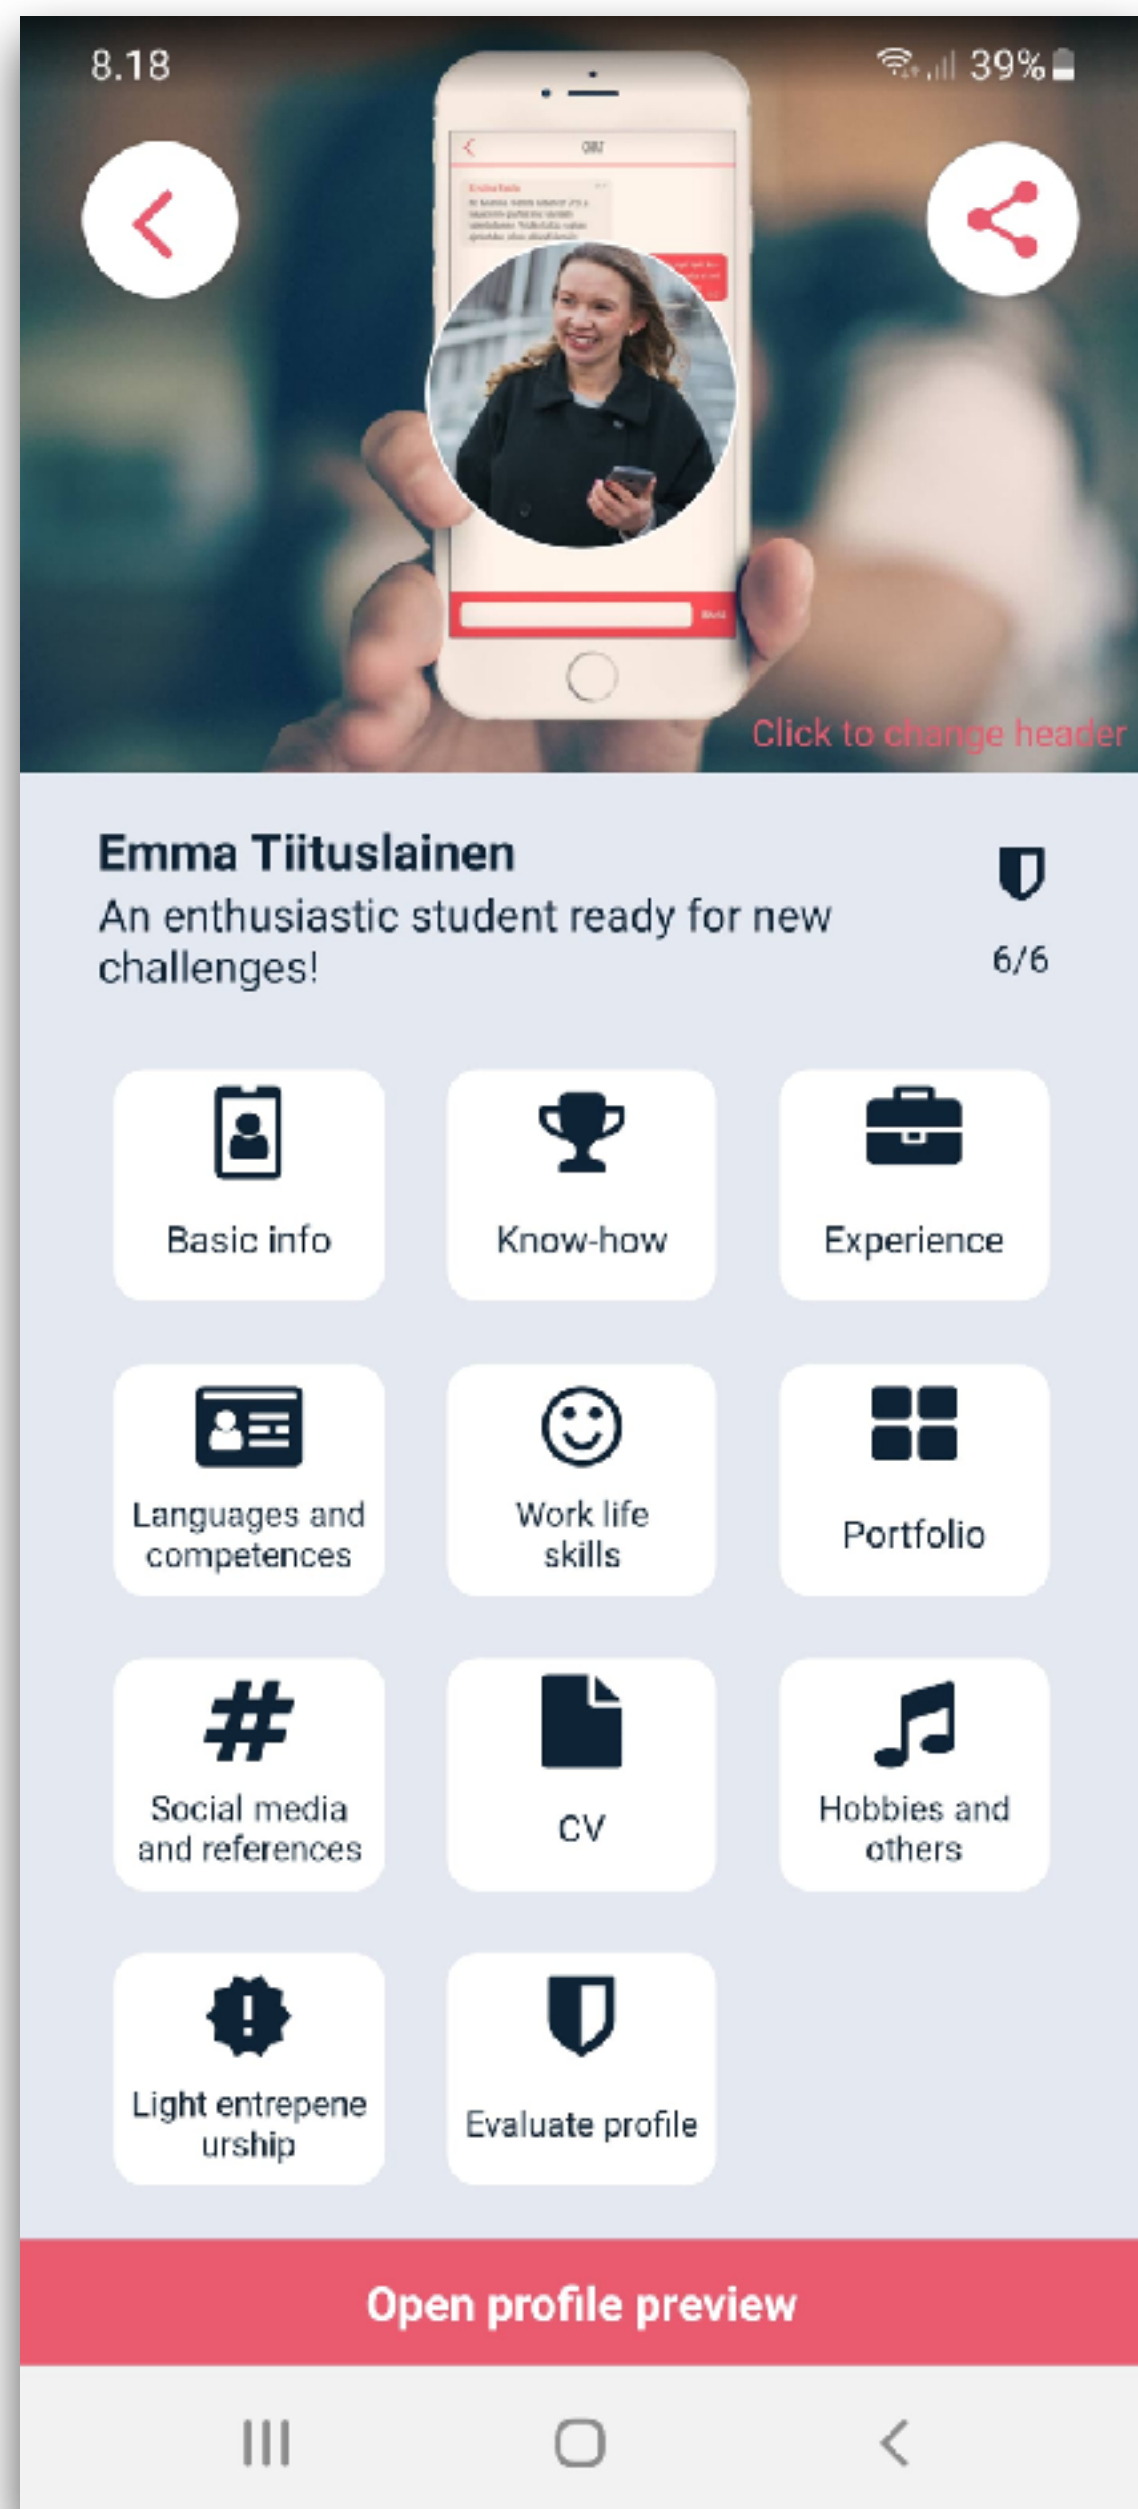 8.18
39%
CHAT
Click to change header
Emma Tiituslainen
An enthusiastic student ready for new
challenges!
6/6
Basic info
Know-how
Experience
Languages and
competences
Work life
skills
Portfolio
Social media
and references
CV
Hobbies and
others
Light entrepene
urship
Evaluate profile
Open profile preview